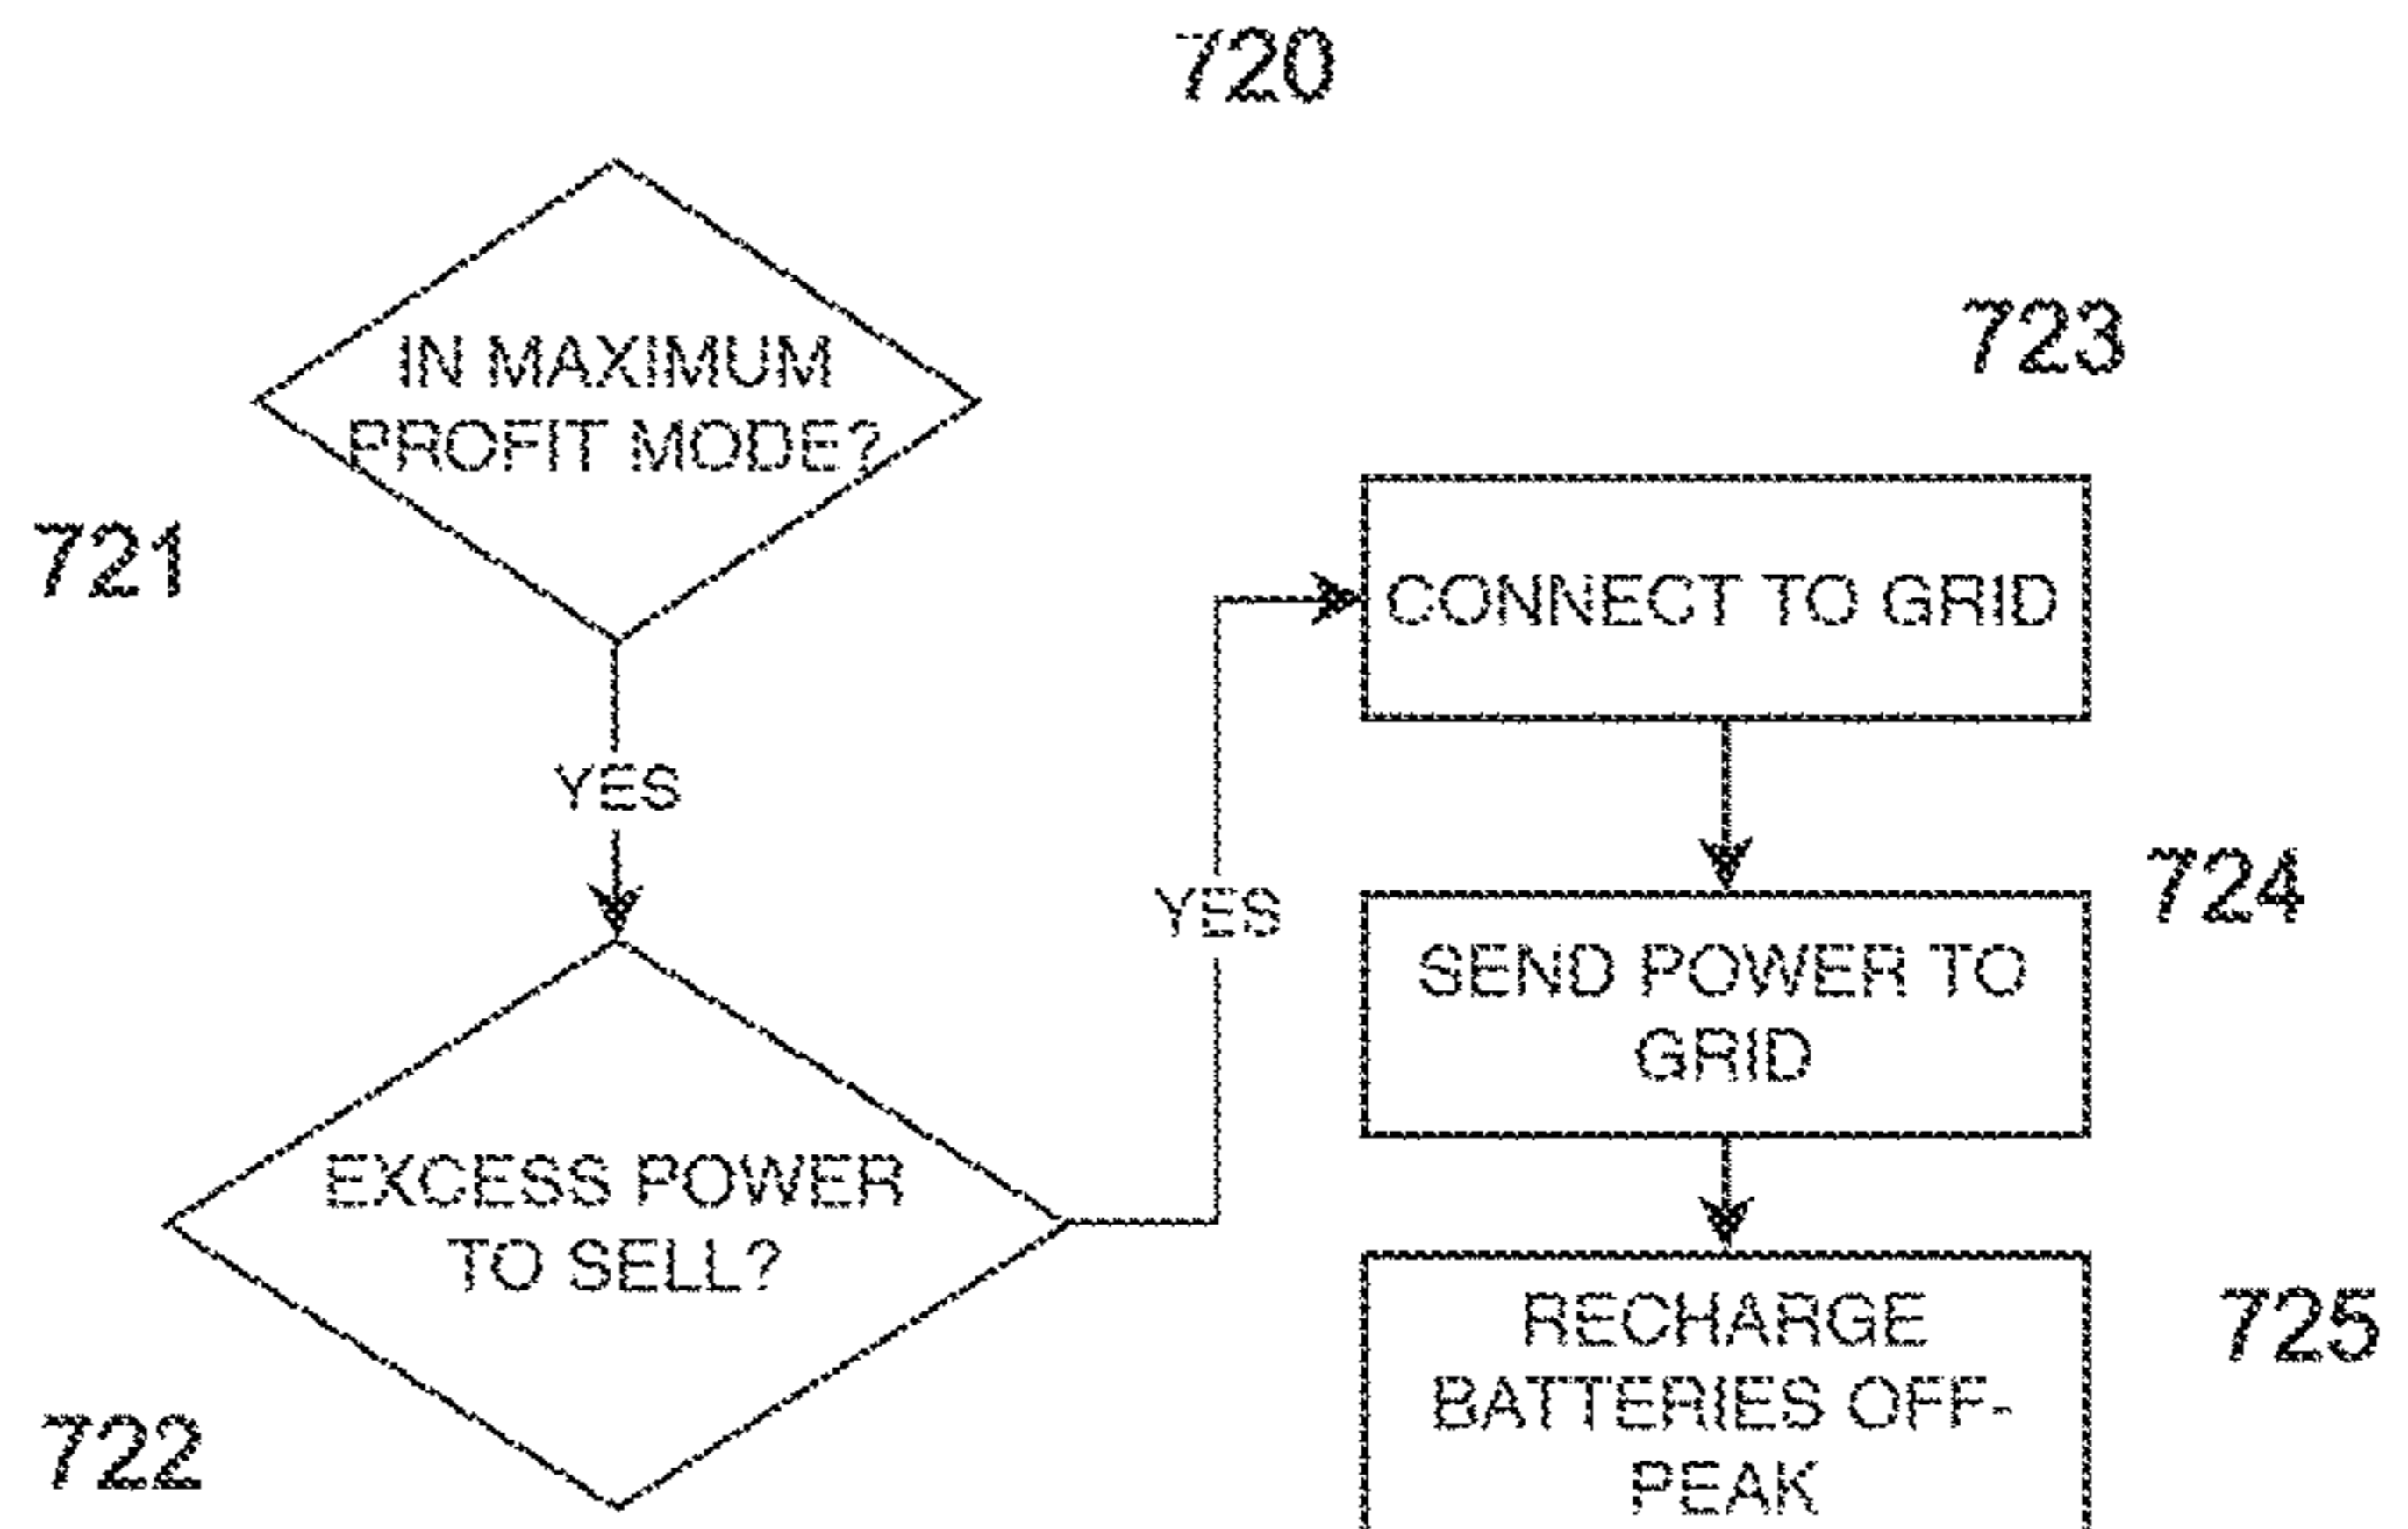 720
IN MAXIMUM
PROFIT MODE?
721
YES
EXCESS POWER
TO SELL?
722
YES
723
CONNECT TO GRID
724
SEND POWER TO
GRID
725
RECHARGE
BATTERIES OFF-
PEAK